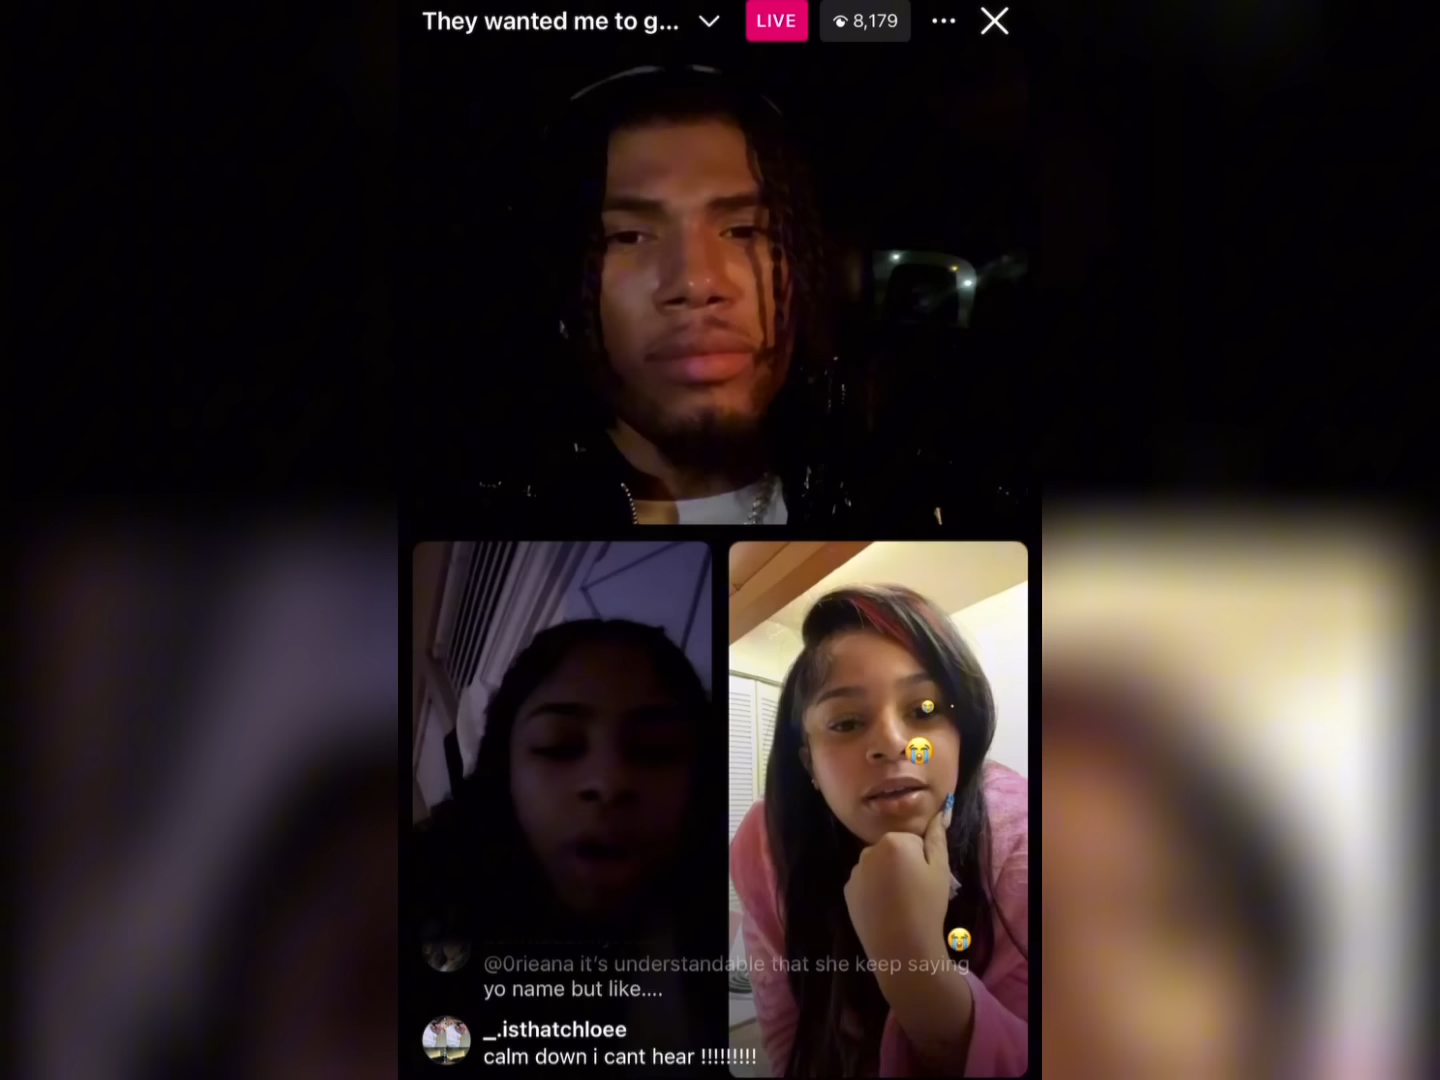 They wanted me to g...
LIVE
8,179
@0rieana it's understandable that she keep saying
yo name but like....
_.isthatchloee
calm down i cant hear !!!!!!!!!